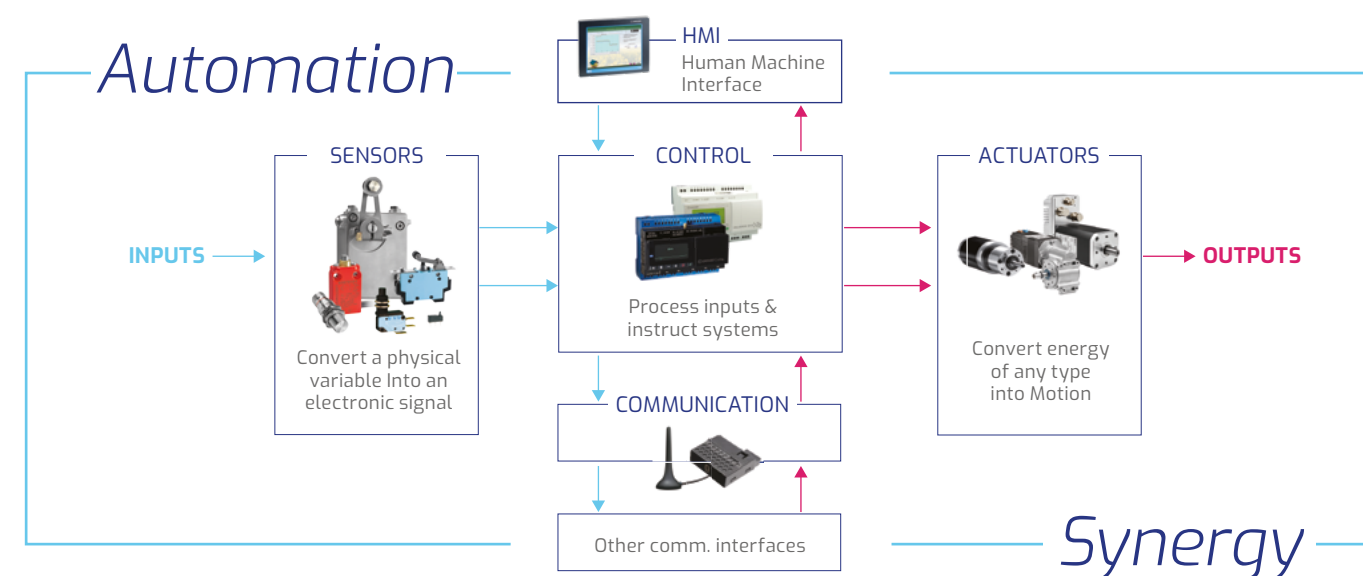 Automation
HMI
Human Machine
Interface
SENSORS
CONTROL
ACTUATORS
INPUTS
OUTPUTS
Process inputs &
instruct systems
Convert a physical
variable Into an
electronic signal
Convert energy
of any type
into Motion
COMMUNICATION
Other comm. interfaces
Synergy